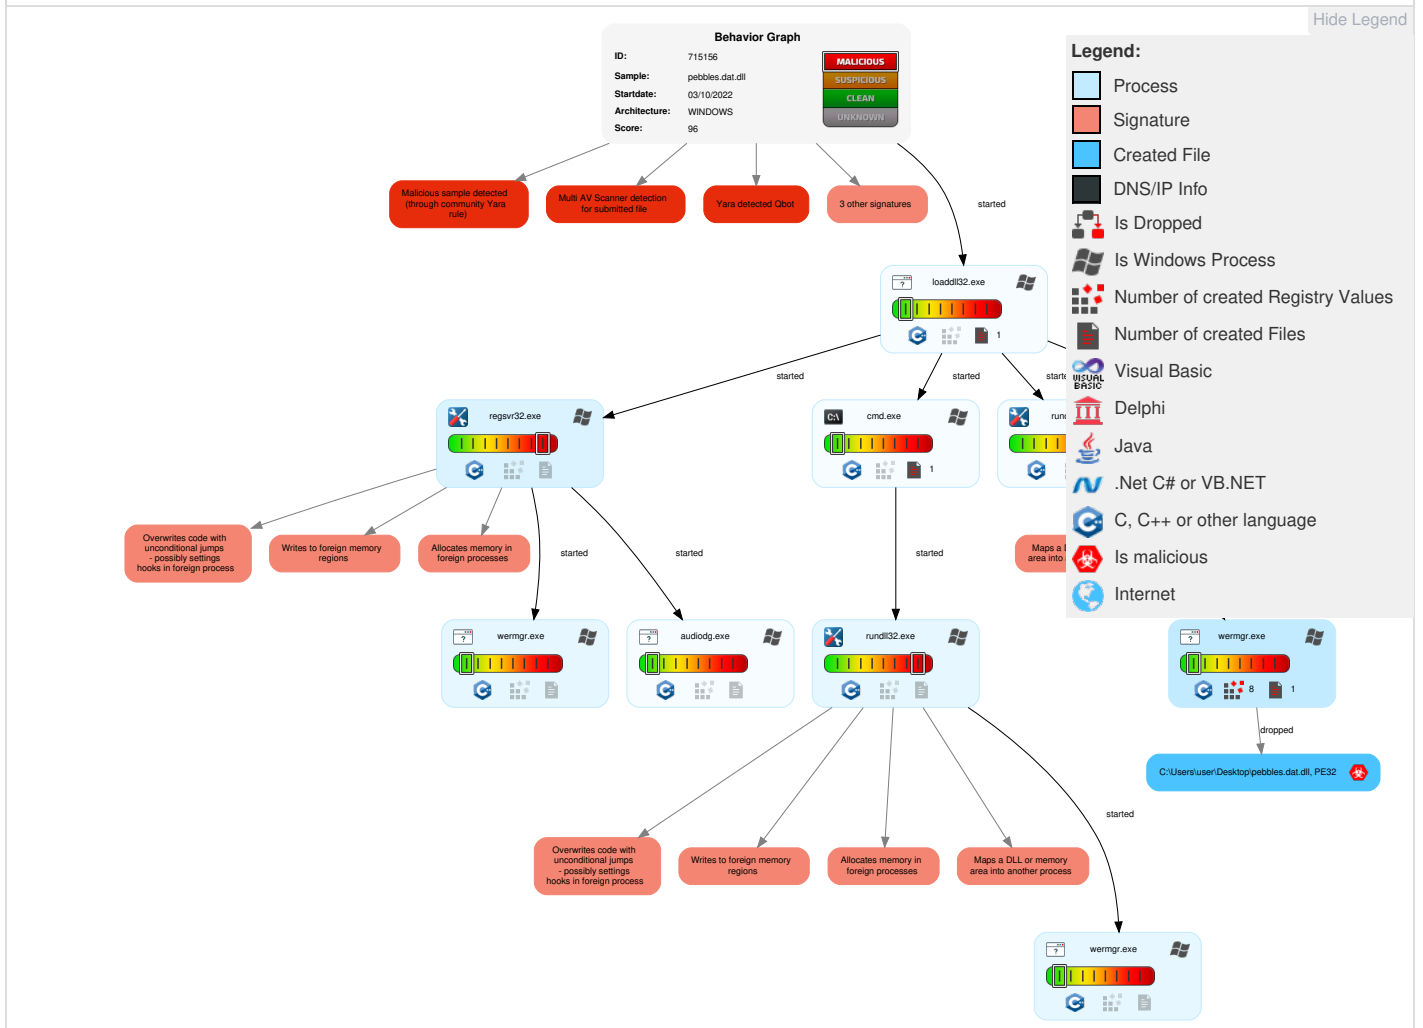 Hide Legend
Behavior Graph
ID: 715156
Sample: pebbles.dat.dll
Startdate: 03/10/2022
Architecture: WINDOWS
Score: 96
MALICIOUS
SUSPICIOUS
CLEAN
UNKNOWN
Legend:
Process
Signature
Created File
DNS/IP Info
Is Dropped
Is Windows Process
Number of created Registry Values
Number of created Files
VISUAL
BASIC
Visual Basic
Delphi
Java
.Net C# or VB.NET
C, C++ or other language
Is malicious
Internet
Malicious sample detected
(through community Yara
rule)
Multi AV Scanner detection
for submitted file
Yara detected Qbot
3 other signatures
started
loaddll32.exe
1
started
started
regsvr32.exe
cmd.exe
1
Overwrites code with
unconditional jumps
- possibly settings
hooks in foreign process
Writes to foreign memory
regions
Allocates memory in
foreign processes
started
started
started
Maps a
area into
wermgr.exe
audiodg.exe
rundll32.exe
wermgr.exe
8
1
dropped
C:\Users\user\Desktop\pebbles.dat.dll, PE32
started
Overwrites code with
unconditional jumps
- possibly settings
hooks in foreign process
Writes to foreign memory
regions
Allocates memory in
foreign processes
Maps a DLL or memory
area into another process
wermgr.exe